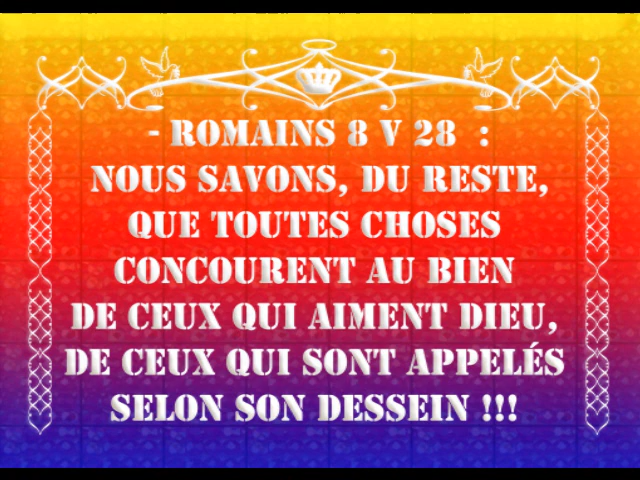 - ROMAINS 8 V 28 :
NOUS SAVONS, DU RESTE,
QUE TOUTES CHOSES
CONCOURENT AU BIEN
DE CEUX QUI AIMENT DIEU,
DE CEUX QUI SONT APPELÉS
SELON SON DESSEIN !!!